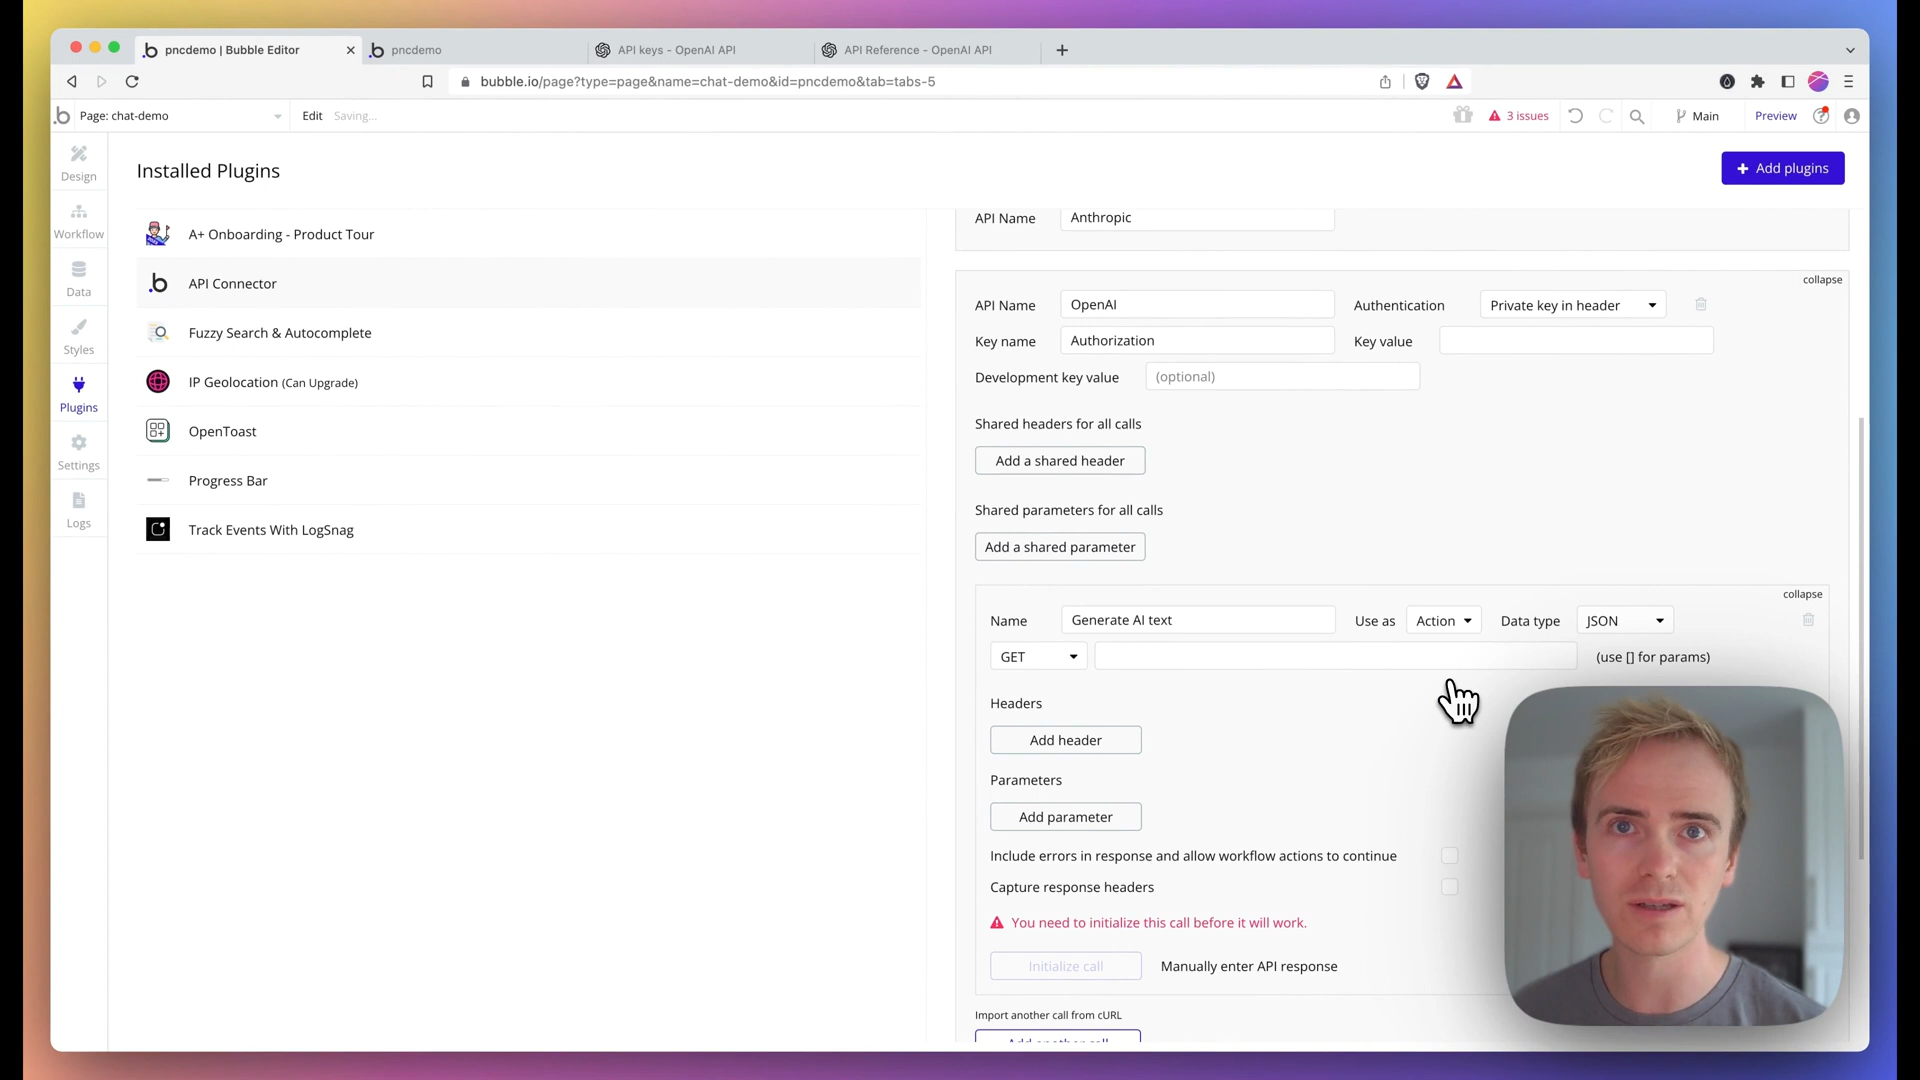 pncdemo | Bubble Editor
pncdemo
API keys - OpenAI API
API Reference - OpenAI API
bubble.io/page?type=page&name=chat-demo&id=pncdemo&tab=tabs-5
Page: chat-demo
Edit
Saving...
3 issues
Main
Preview
Design
Workflow
Data
Styles
Plugins
Settings
Logs
Installed Plugins
Add plugins
A+ Onboarding - Product Tour
API Connector
Fuzzy Search & Autocomplete
IP Geolocation (Can Upgrade)
OpenToast
Progress Bar
Track Events With LogSnag
API Name Anthropic
collapse
API Name OpenAI Authentication Private key in header
Key name Authorization Key value
Development key value (optional)
Shared headers for all calls
Add a shared header
Shared parameters for all calls
Add a shared parameter
collapse
Name Generate AI text Use as Action Data type JSON
GET (use [] for params)
Headers
Add header
Parameters
Add parameter
Include errors in response and allow workflow actions to continue
Capture response headers
You need to initialize this call before it will work.
Initialize call Manually enter API response
Import another call from cURL
Add another call